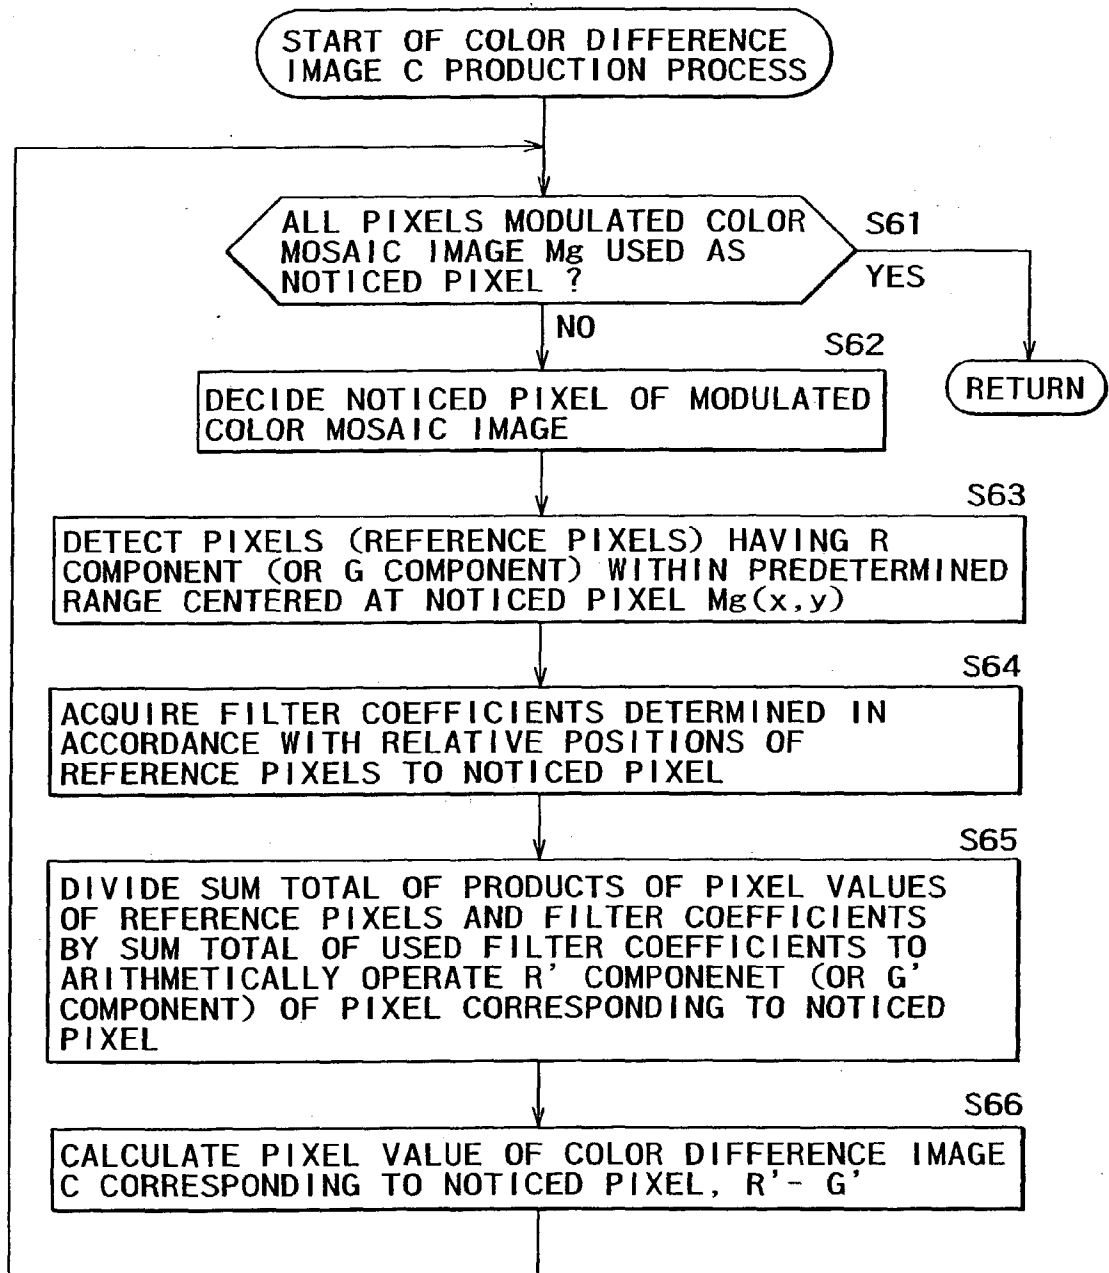 START OF COLOR DIFFERENCE
IMAGE C PRODUCTION PROCESS
ALL PIXELS MODULATED COLOR
MOSAIC IMAGE Mg USED AS
NOTICED PIXEL ?
S61
YES
NO
RETURN
S62
DECIDE NOTICED PIXEL OF MODULATED
COLOR MOSAIC IMAGE
S63
DETECT PIXELS (REFERENCE PIXELS) HAVING R
COMPONENT (OR G COMPONENT) WITHIN PREDETERMINED
RANGE CENTERED AT NOTICED PIXEL Mg(x,y)
S64
ACQUIRE FILTER COEFFICIENTS DETERMINED IN
ACCORDANCE WITH RELATIVE POSITIONS OF
REFERENCE PIXELS TO NOTICED PIXEL
S65
DIVIDE SUM TOTAL OF PRODUCTS OF PIXEL VALUES
OF REFERENCE PIXELS AND FILTER COEFFICIENTS
BY SUM TOTAL OF USED FILTER COEFFICIENTS TO
ARITHMETICALLY OPERATE R' COMPONENET (OR G'
COMPONENT) OF PIXEL CORRESPONDING TO NOTICED
PIXEL
S66
CALCULATE PIXEL VALUE OF COLOR DIFFERENCE IMAGE
C CORRESPONDING TO NOTICED PIXEL, R'- G'